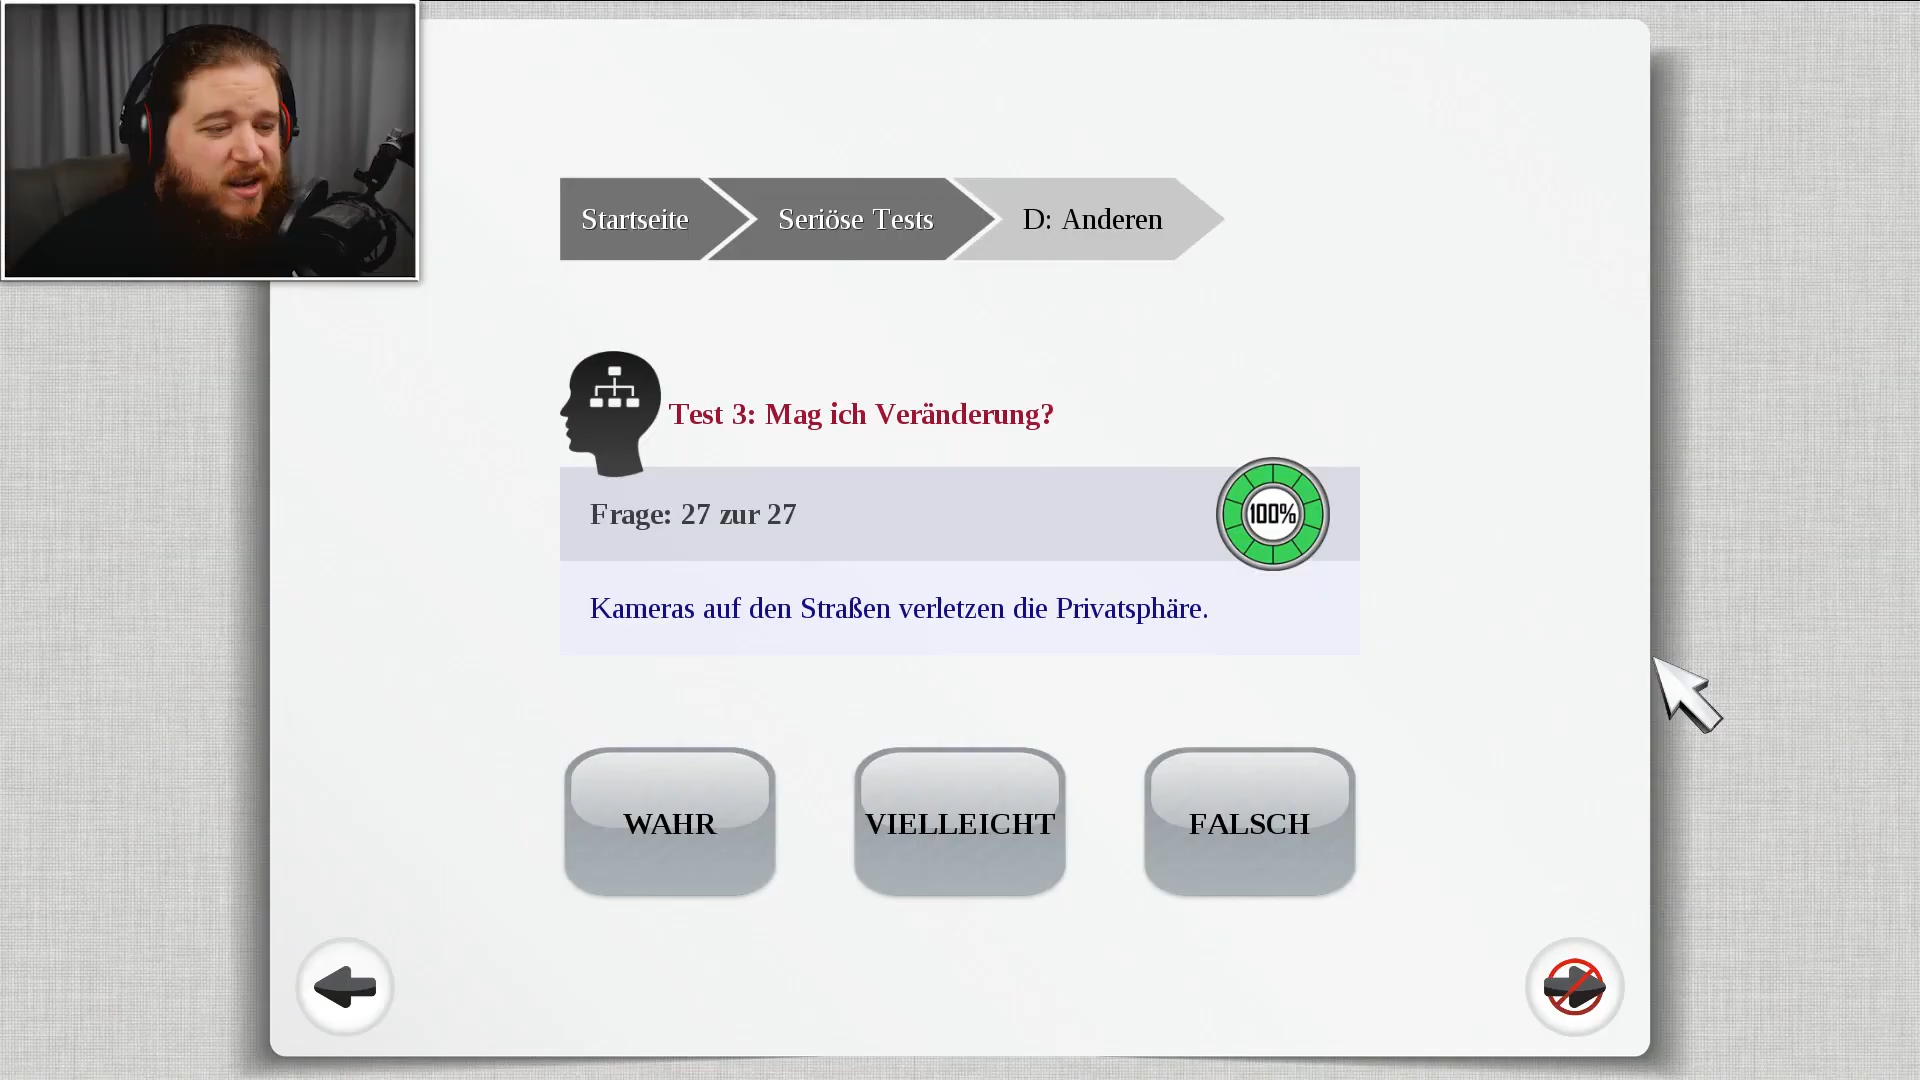 Startseite
Seriöse Tests
D: Anderen
Test 3: Mag ich Veränderung?
Frage: 27 zur 27
100%
Kameras auf den Straßen verletzen die Privatsphäre.
WAHR
VIELLEICHT
FALSCH